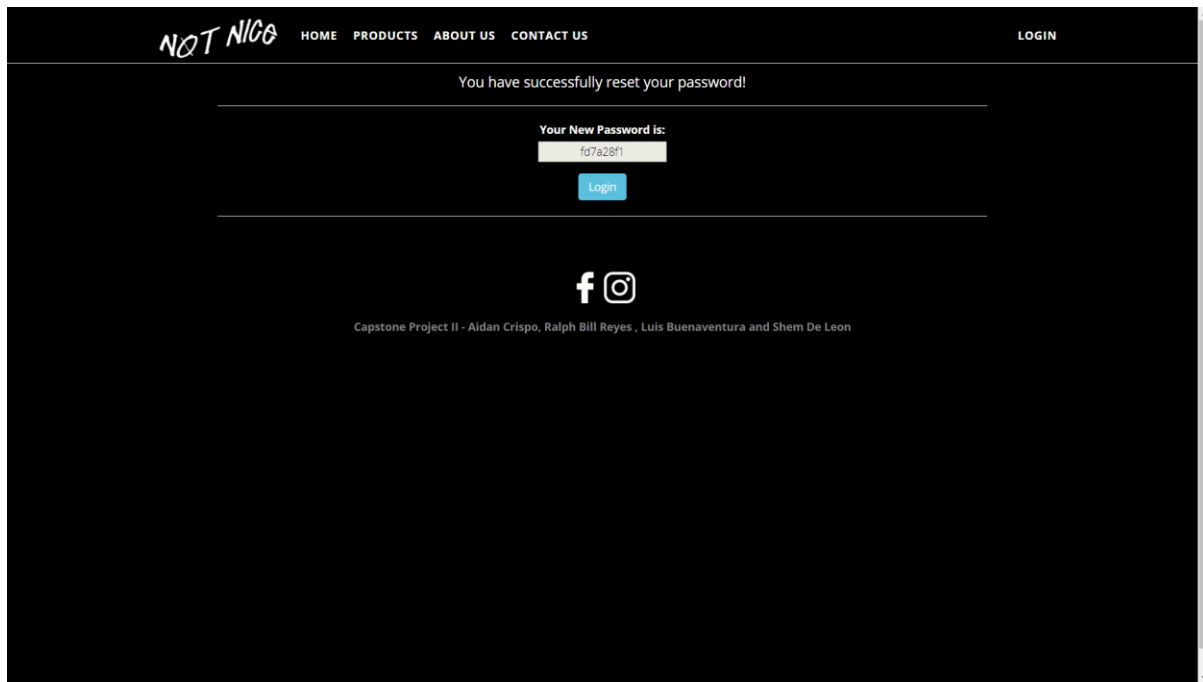 NOT NICE
HOME PRODUCTS ABOUT US CONTACT US LOGIN
You have successfully reset your password!
Your New Password is:
fd7a28f1
Login
Capstone Project II - Aidan Crispo, Ralph Bill Reyes , Luis Buenaventura and Shem De Leon